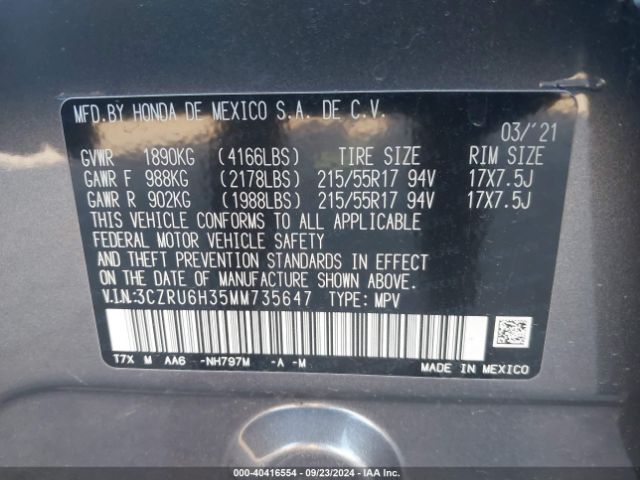 MFD.BY HONDA DE MEXICO S.A. DE C.V.
03/'21
GVWR 1890KG (4166LBS) TIRE SIZE RIM SIZE
GAWR F 988KG (2178LBS) 215/55R17 94V 17X7.5J
GAWR R 902KG (1988LBS) 215/55R17 94V 17X7.5J
THIS VEHICLE CONFORMS TO ALL APPLICABLE
FEDERAL MOTOR VEHICLE SAFETY
AND THEFT PREVENTION STANDARDS IN EFFECT
ON THE DATE OF MANUFACTURE SHOWN ABOVE.
V.I.N.:3CZRU6H35MM735647 TYPE: MPV
T7X M AA6 -NH797M -A -M
MADE IN MEXICO
000-40416554 - 09/23/2024 - IAA Inc.